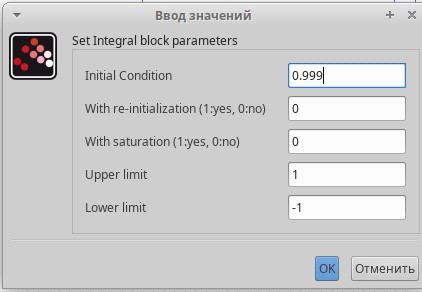 Ввод значений
Set Integral block parameters
Initial Condition 0.999
With re-initialization (1:yes, 0:no) 0
With saturation (1:yes, 0:no) 0
Upper limit 1
Lower limit -1
OK Отменить